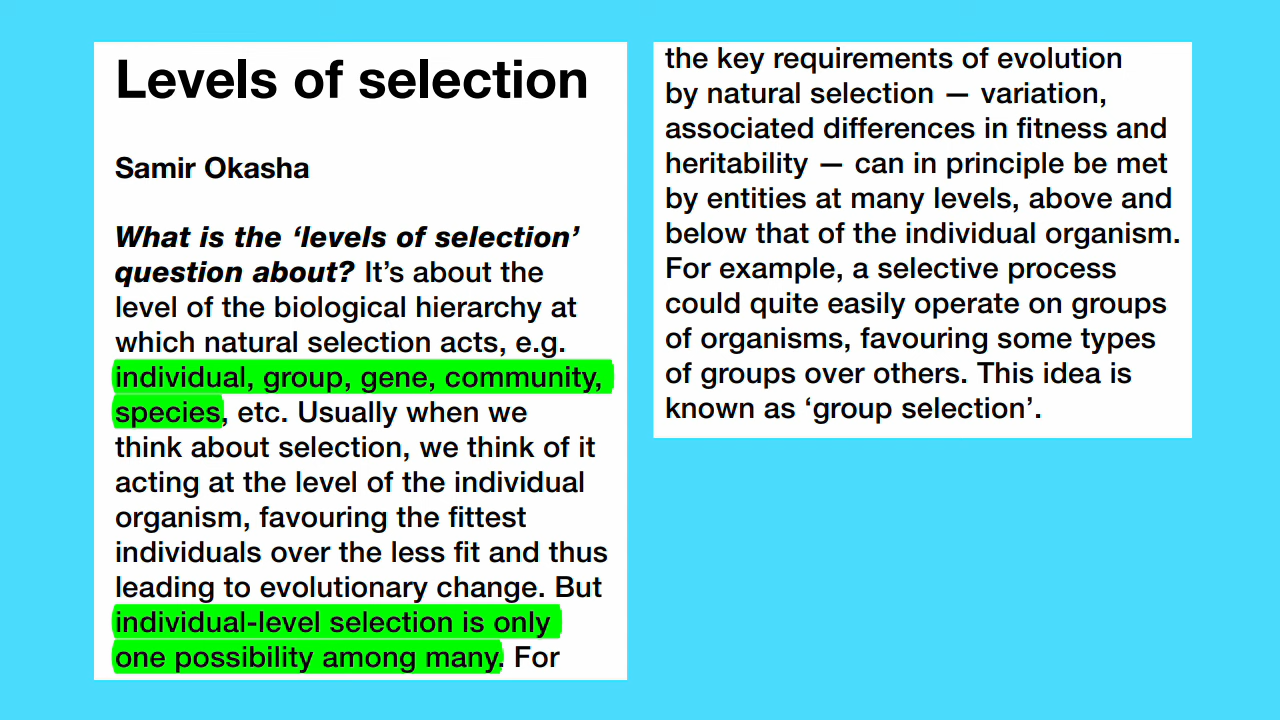 Levels of selection
Samir Okasha
What is the ‘levels of selection’
question about? It’s about the
level of the biological hierarchy at
which natural selection acts, e.g.
individual, group, gene, community,
species, etc. Usually when we
think about selection, we think of it
acting at the level of the individual
organism, favouring the fittest
individuals over the less fit and thus
leading to evolutionary change. But
individual-level selection is only
one possibility among many. For
the key requirements of evolution
by natural selection — variation,
associated differences in fitness and
heritability — can in principle be met
by entities at many levels, above and
below that of the individual organism.
For example, a selective process
could quite easily operate on groups
of organisms, favouring some types
of groups over others. This idea is
known as ‘group selection’.